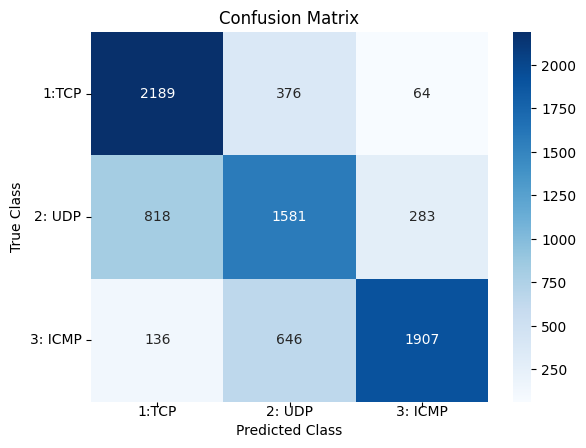 Confusion Matrix
True Class
1:TCP
2189 376 64
2: UDP
818 1581 283
3: ICMP
136 646 1907
1:TCP 2: UDP 3: ICMP
Predicted Class
2000
1750
1500
1250
1000
750
500
250